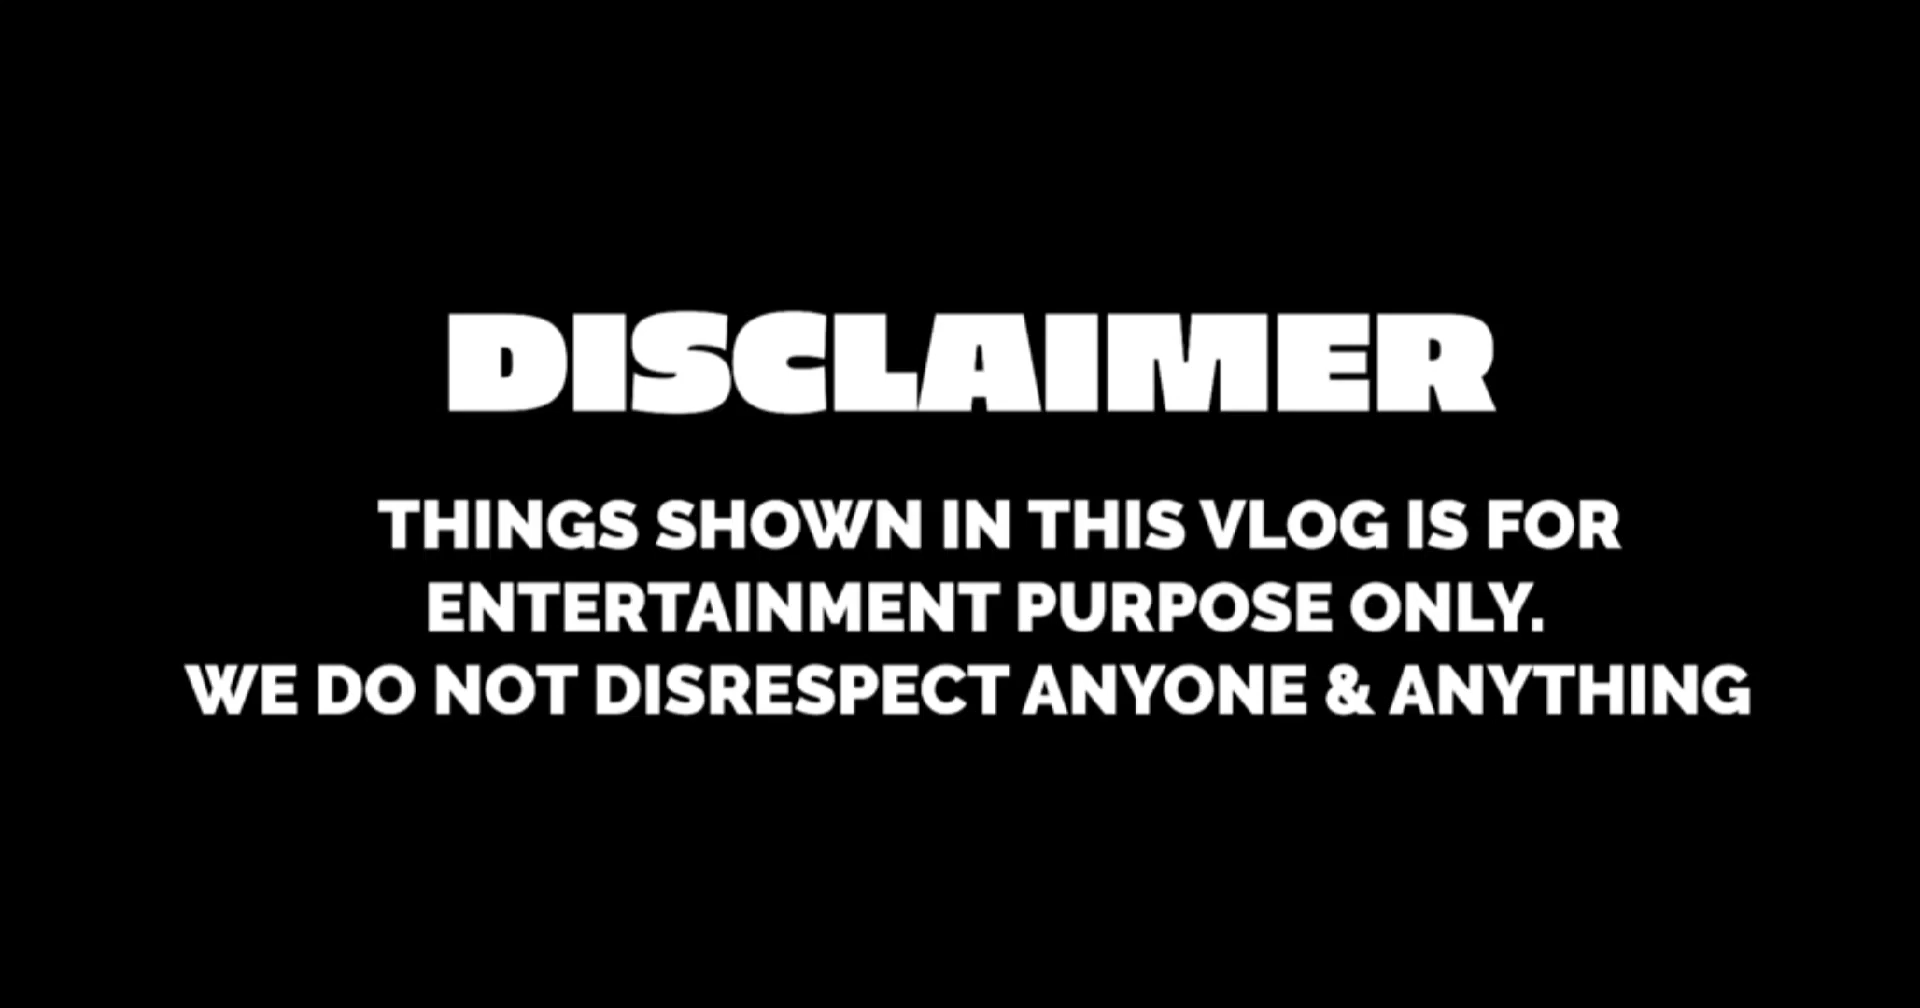 DISCLAIMER
THINGS SHOWN IN THIS VLOG IS FOR
ENTERTAINMENT PURPOSE ONLY.
WE DO NOT DISRESPECT ANYONE & ANYTHING